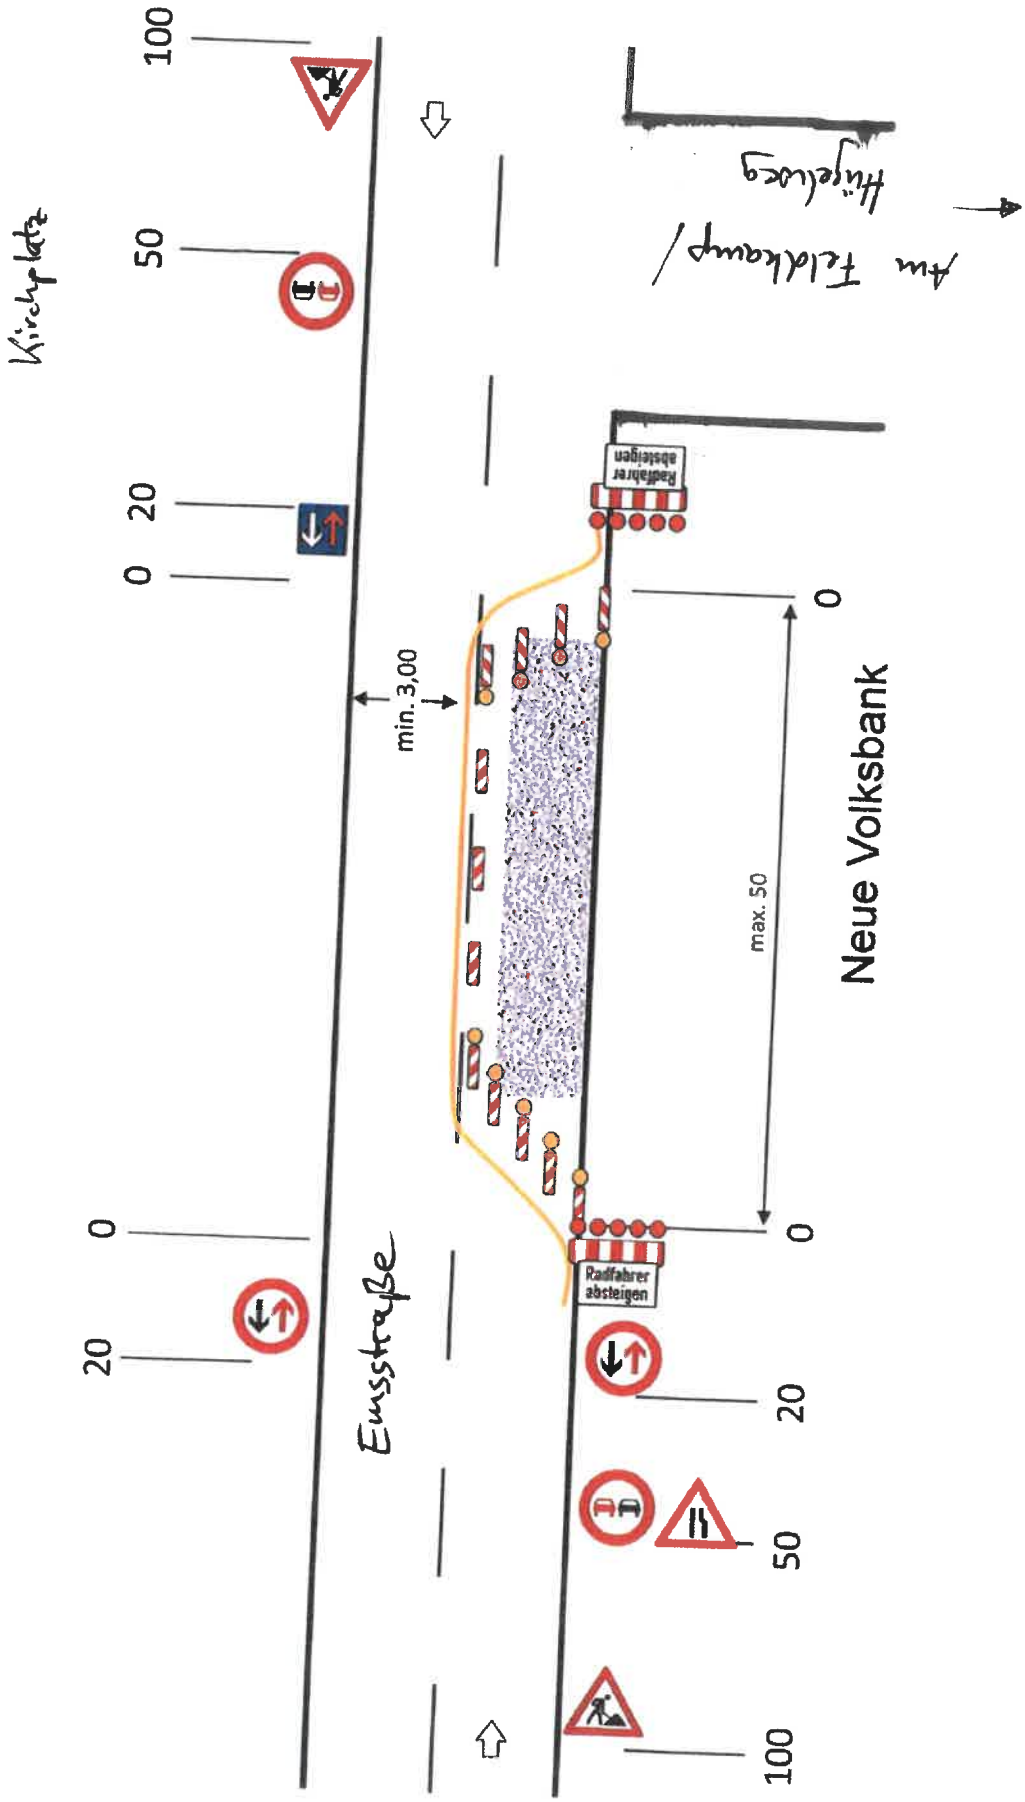 Kirchplatz
100
50
20
0
0
20
Am Feldkamp /
Hügelweg
Emsstraße
min. 3,00
Radfahrer
absteigen
Radfahrer
absteigen
0
max. 50
0
20
50
100
Neue Volksbank